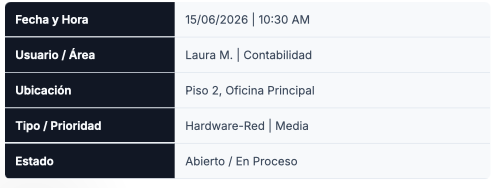 Fecha y Hora 15/06/2026 | 10:30 AM
Usuario / Área Laura M. | Contabilidad
Ubicación Piso 2, Oficina Principal
Tipo / Prioridad Hardware-Red | Media
Estado Abierto / En Proceso